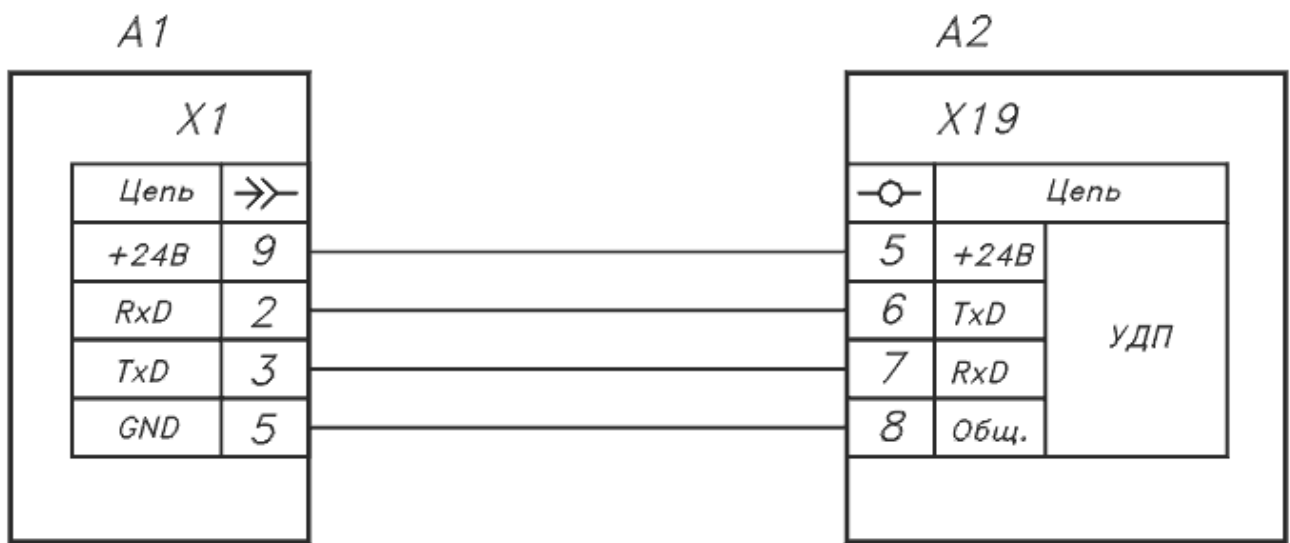 A1
A2
X1
X19
Цепь
Цепь
+24В 9
5 +24В
RxD 2
6 TxD
УДП
TxD 3
7 RxD
GND 5
8 Общ.